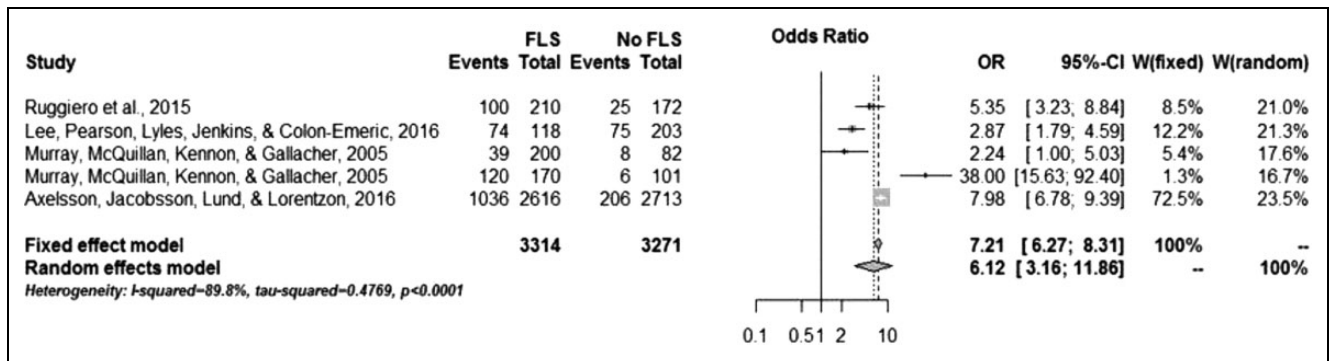 FLS No FLS Odds Ratio
Study Events Total Events Total OR 95%-CI W(fixed) W(random)
Ruggiero et al., 2015 100 210 25 172 5.35 [3.23; 8.84] 8.5% 21.0%
Lee, Pearson, Lyles, Jenkins, & Colon-Emeric, 2016 74 118 75 203 2.87 [1.79; 4.59] 12.2% 21.3%
Murray, McQuillan, Kennon, & Gallacher, 2005 39 200 8 82 2.24 [1.00; 5.03] 5.4% 17.6%
Murray, McQuillan, Kennon, & Gallacher, 2005 120 170 6 101 38.00 [15.63; 92.40] 1.3% 16.7%
Axelsson, Jacobsson, Lund, & Lorentzon, 2016 1036 2616 206 2713 7.98 [6.78; 9.39] 72.5% 23.5%
Fixed effect model 3314 3271 7.21 [6.27; 8.31] 100% --
Random effects model 6.12 [3.16; 11.86] -- 100%
Heterogeneity: I-squared=89.8%, tau-squared=0.4769, p<0.0001
0.1 0.5 1 2 10